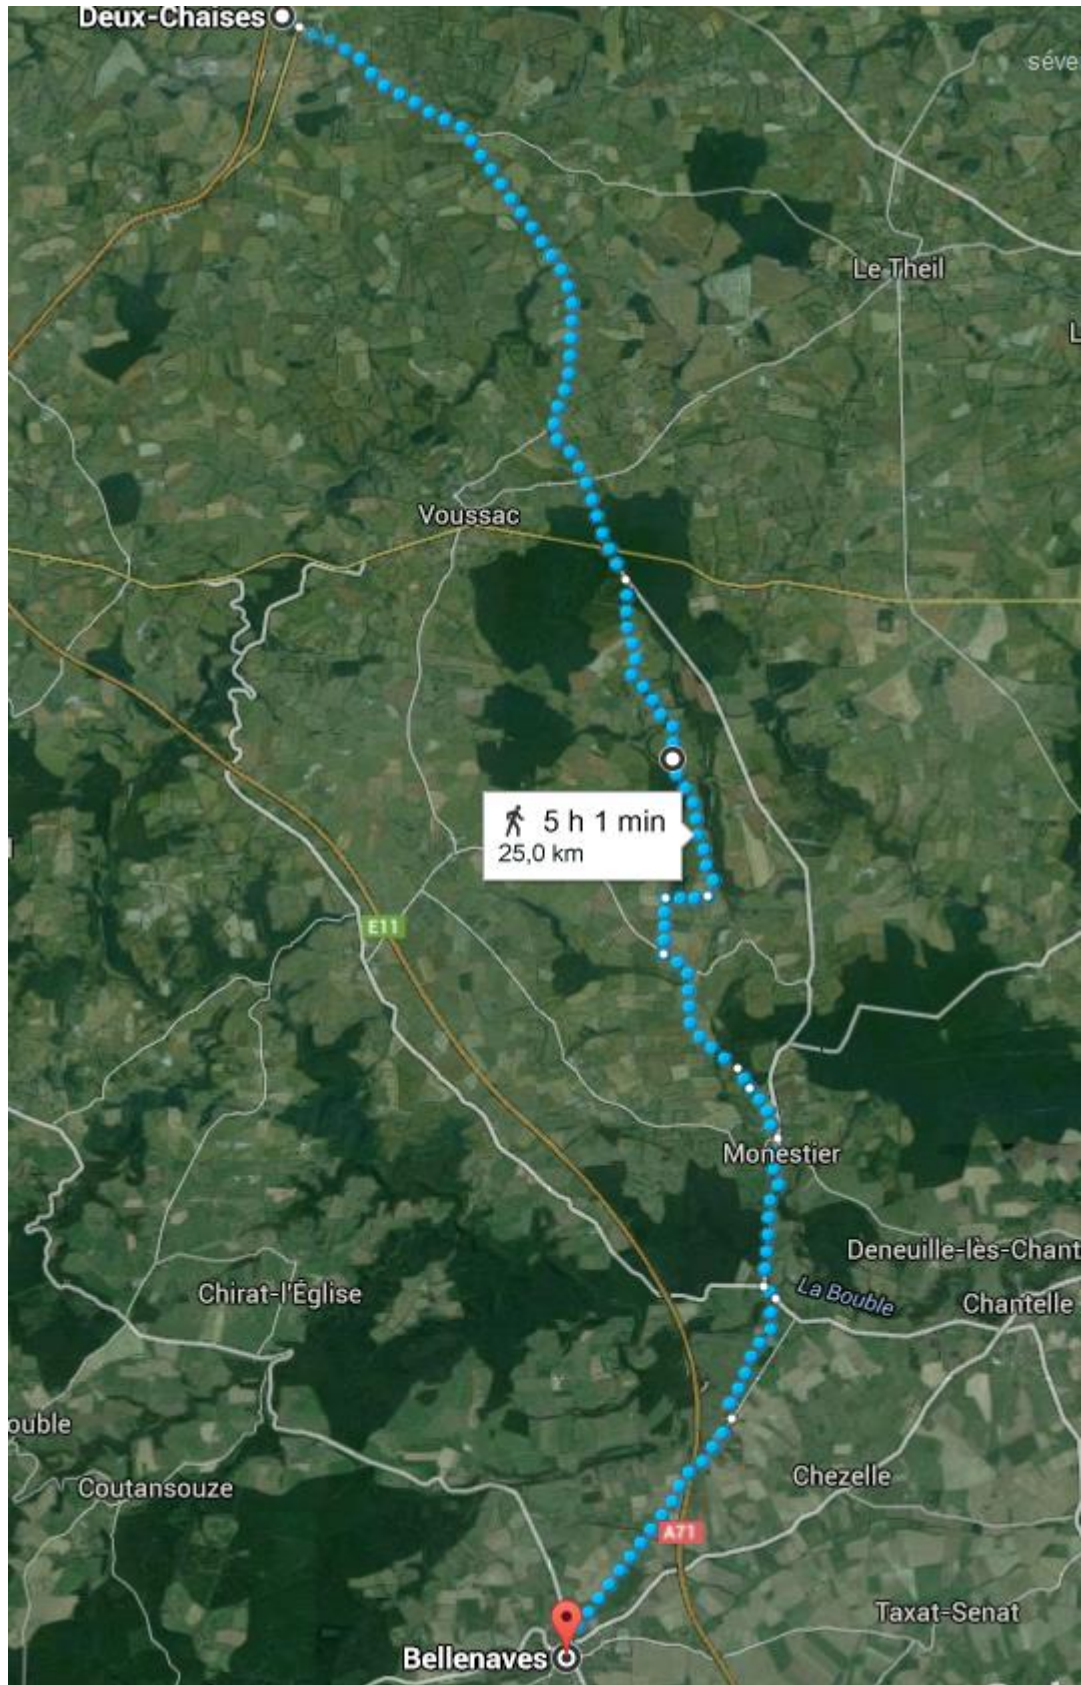 Deux-Chaises
séve
Le Theil
L
Voussac
5 h 1 min
25,0 km
E11
Monestier
Deneuille-lès-Chant
La Bouble
Chirat-l'Église
Chantelle
ouble
Coutansouze
Chezelle
A71
Taxat-Senat
Bellenaves